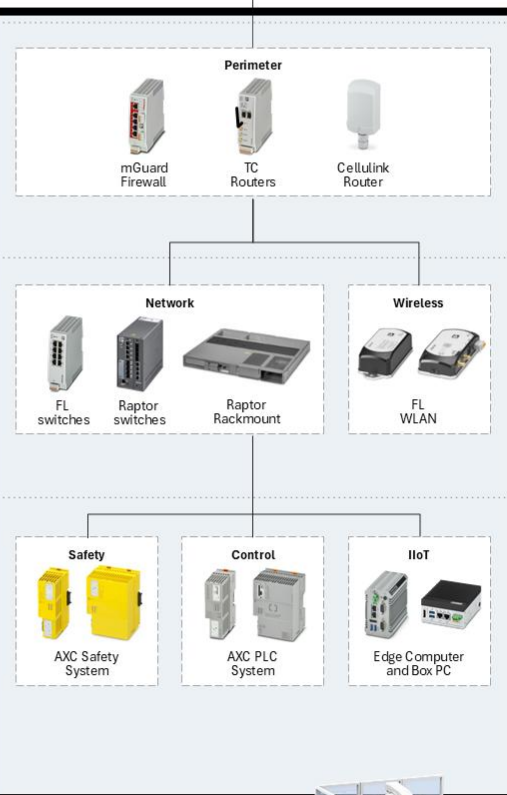 Perimeter
mGuard
Firewall
TC
Routers
Cellulink
Router
Network
FL
switches
Raptor
switches
Raptor
Rackmount
Wireless
FL
WLAN
Safety
AXC Safety
System
Control
AXC PLC
System
IIoT
Edge Computer
and Box PC